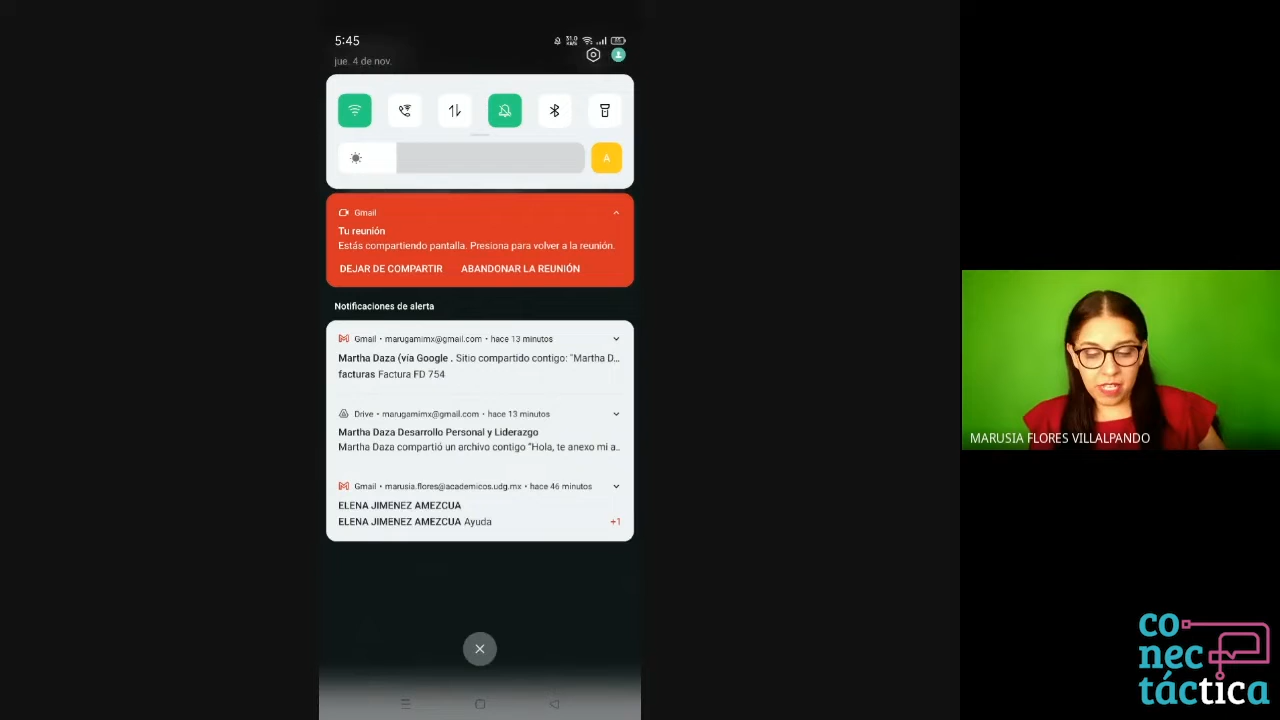 5:45
jue. 4 de nov.
A
Gmail
Tu reunión
Estás compartiendo pantalla. Presiona para volver a la reunión.
DEJAR DE COMPARTIR ABANDONAR LA REUNIÓN
Notificaciones de alerta
Gmail • marugamimx@gmail.com • hace 13 minutos
Martha Daza (vía Google . Sitio compartido contigo: "Martha D...
facturas Factura FD 754
Drive • marugamimx@gmail.com • hace 13 minutos
Martha Daza Desarrollo Personal y Liderazgo
Martha Daza compartió un archivo contigo "Hola, te anexo mi a..
Gmail • marusia.flores@academicos.udg.mx • hace 46 minutos
ELENA JIMENEZ AMEZCUA
ELENA JIMENEZ AMEZCUA Ayuda +1
MARUSIA FLORES VILLALPANDO
co
nec
táctica